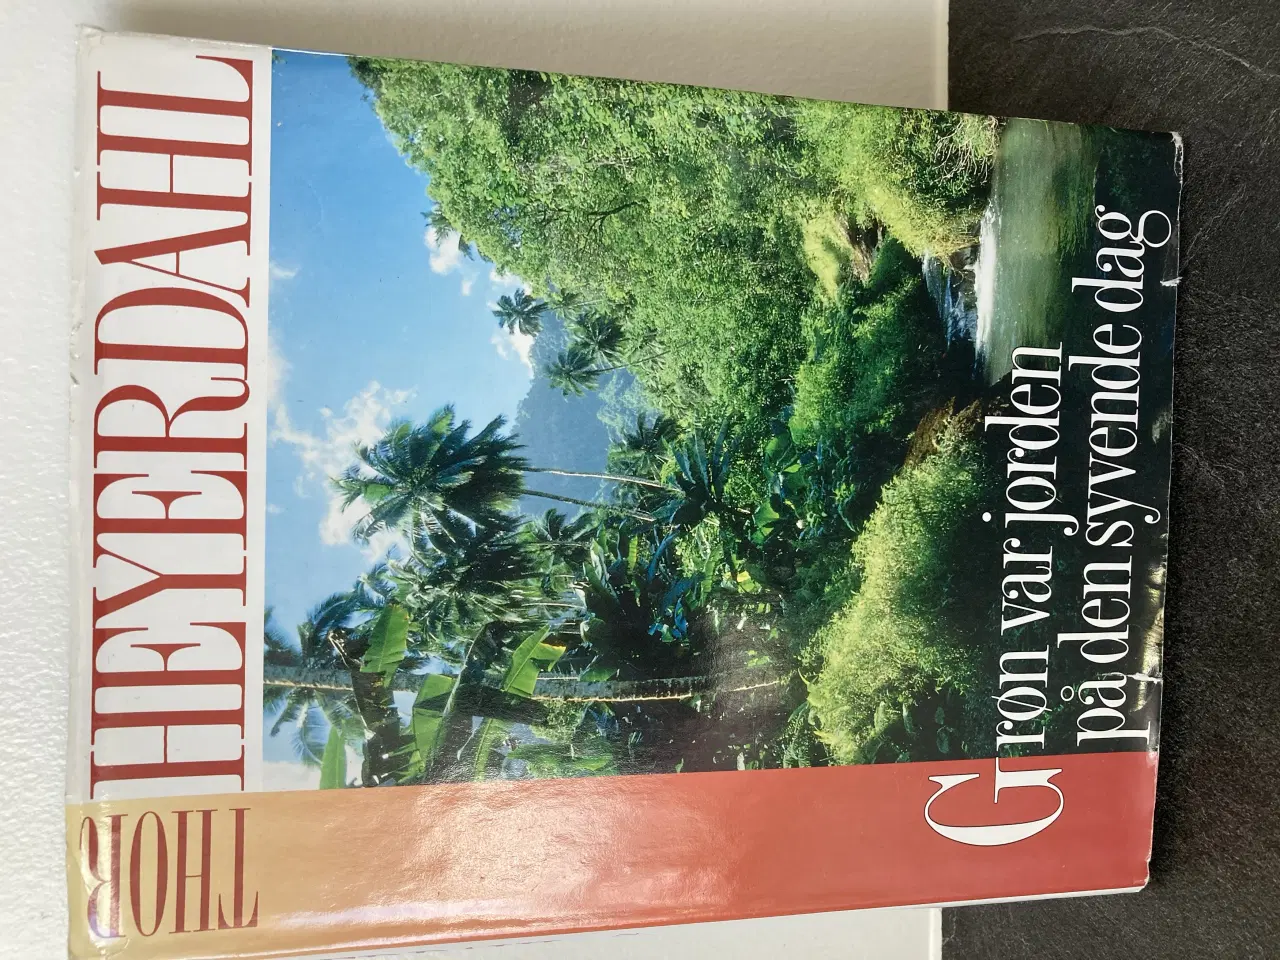 THOR
HEYERDAHL
Grøn var jorden
på den syvende dag